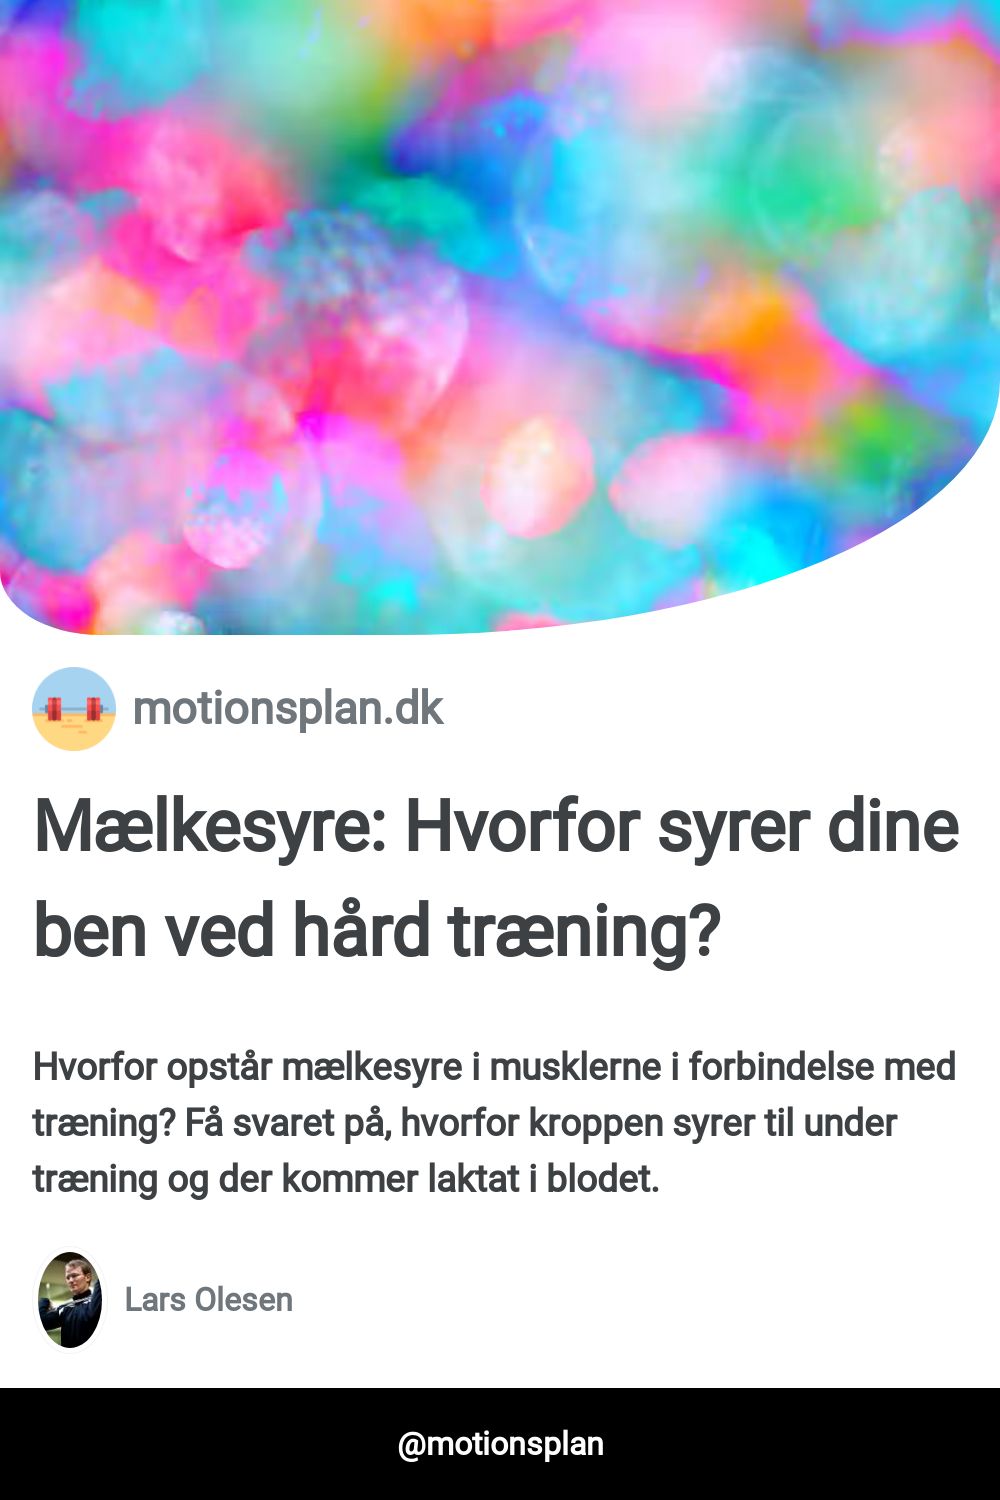 motionsplan.dk
Mælkesyre: Hvorfor syrer dine
ben ved hård træning?
Hvorfor opstår mælkesyre i musklerne i forbindelse med
træning? Få svaret på, hvorfor kroppen syrer til under
træning og der kommer laktat i blodet.
Lars Olesen
@motionsplan